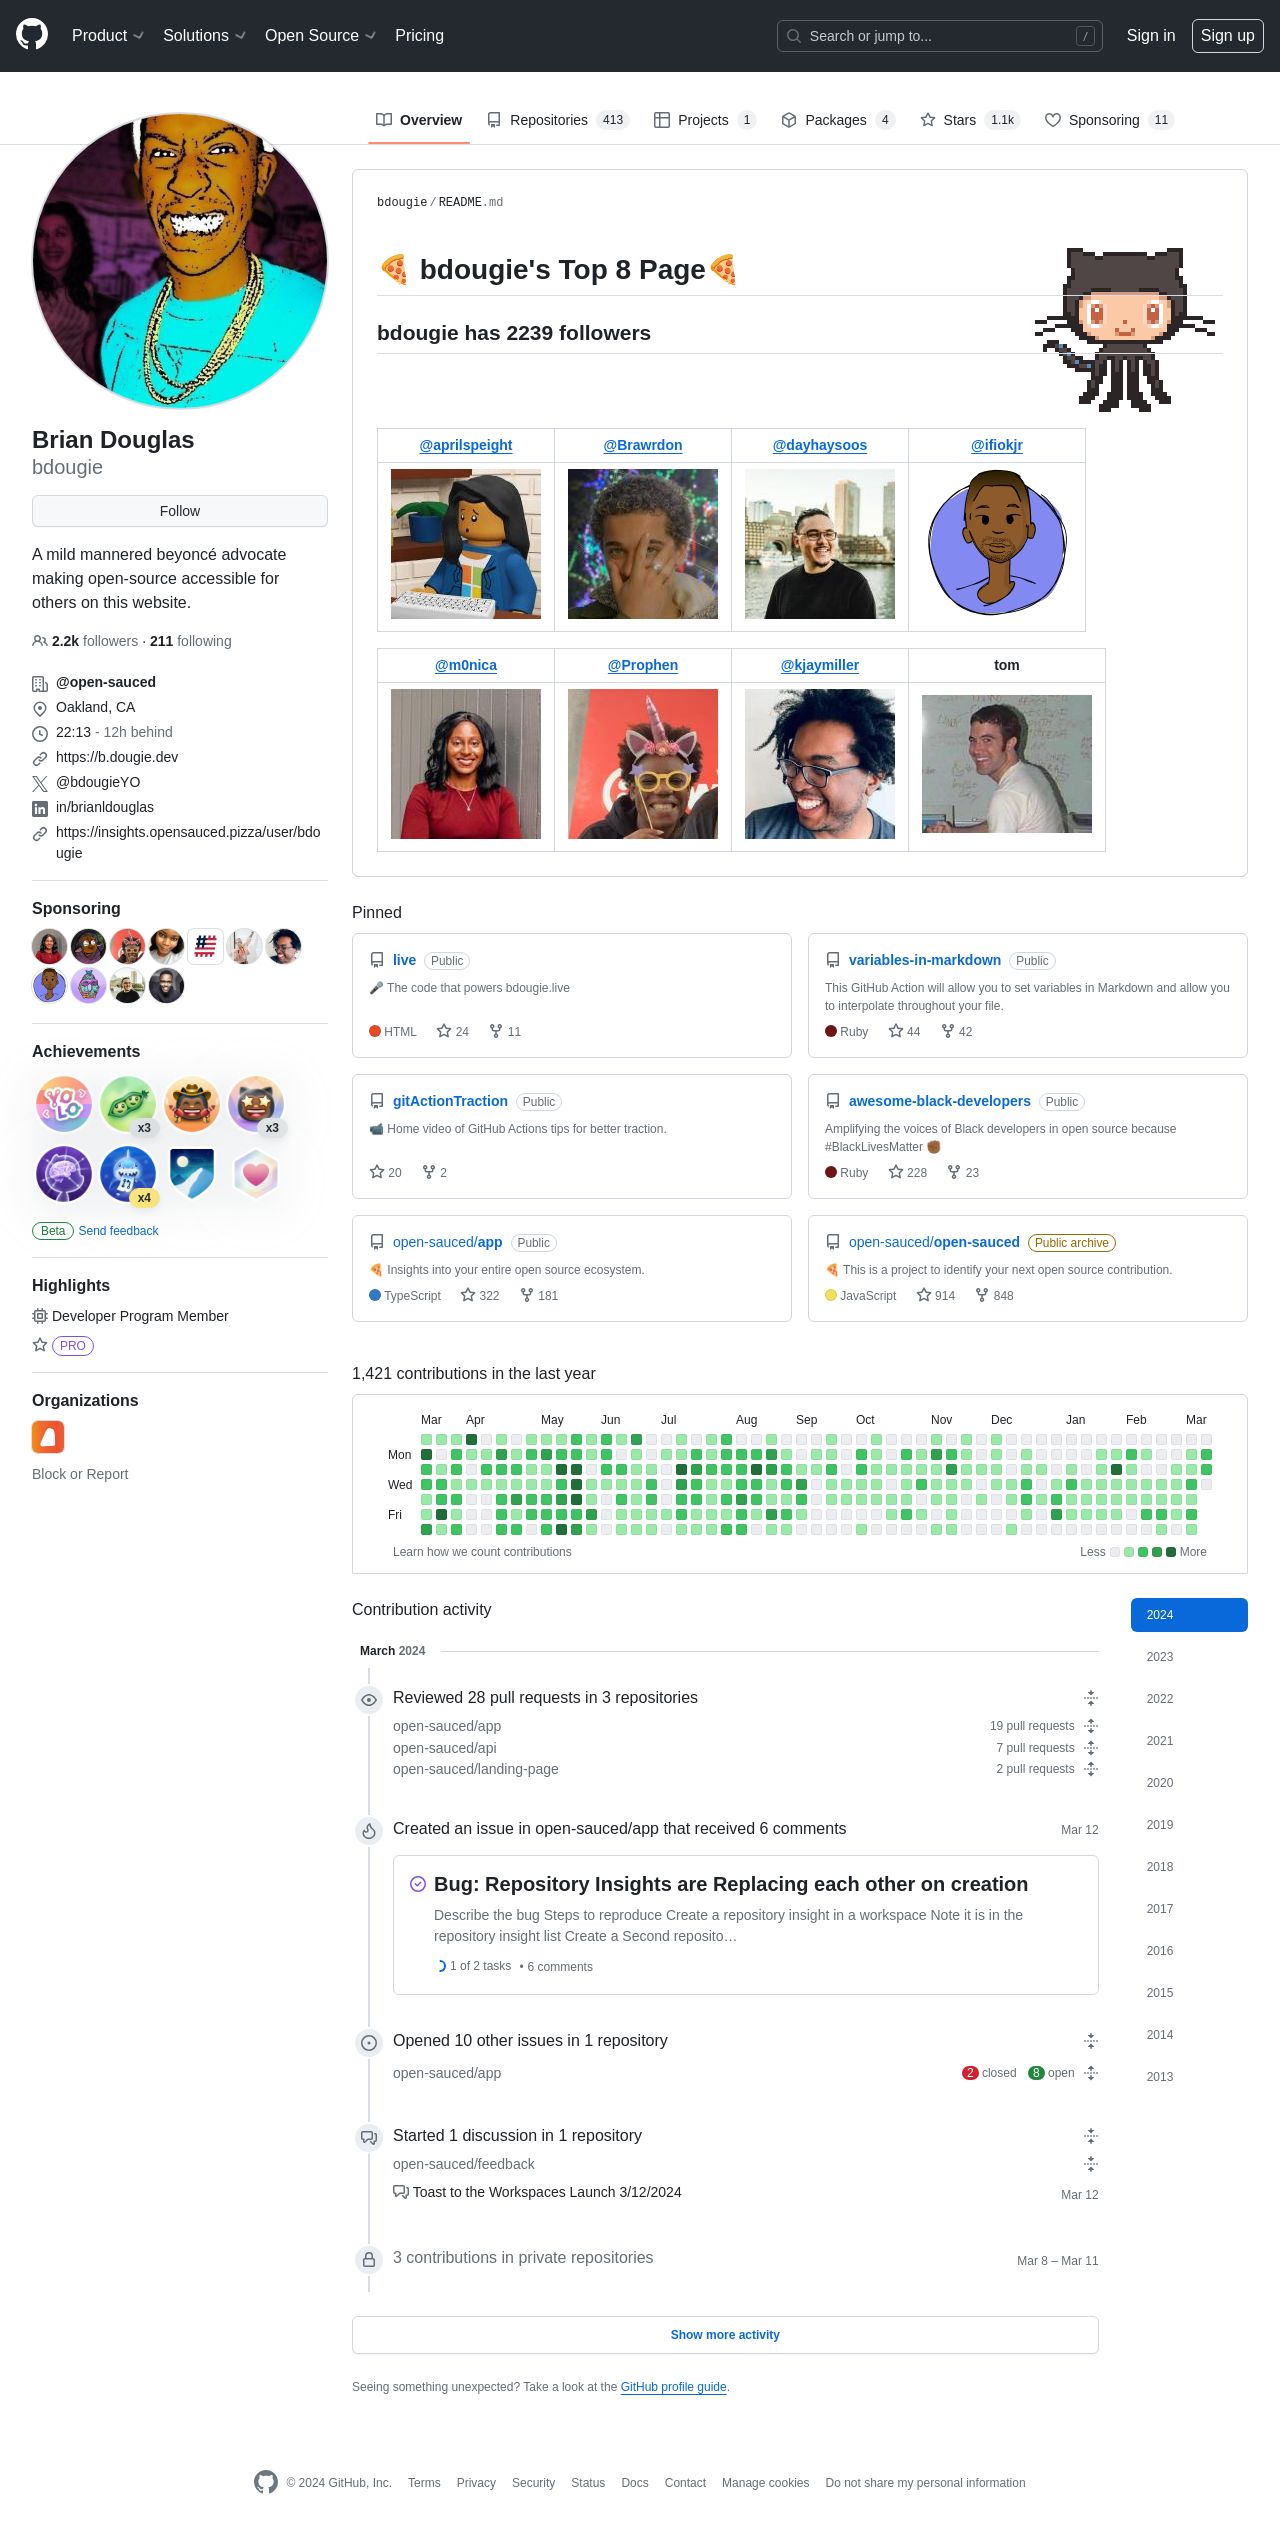 Product Solutions Open Source Pricing Search or jump to... / Sign in Sign up
Overview Repositories 413 Projects 1 Packages 4 Stars 1.1k Sponsoring 11
Brian Douglas
bdougie
Follow
A mild mannered beyoncé advocate
making open-source accessible for
others on this website.
2.2k followers · 211 following
@open-sauced
Oakland, CA
22:13 - 12h behind
https://b.dougie.dev
@bdougieYO
in/brianldouglas
https://insights.opensauced.pizza/user/bdo
ugie
Sponsoring
Achievements
YOLO
x3
x3
x4
Beta Send feedback
Highlights
Developer Program Member
PRO
Organizations
Block or Report
bdougie/README.md
🍕 bdougie's Top 8 Page🍕
bdougie has 2239 followers
@aprilspeight @Brawrdon @dayhaysoos @ifiokjr
@m0nica @Prophen @kjaymiller tom
Pinned
live Public
🎤 The code that powers bdougie.live
HTML 24 11
variables-in-markdown Public
This GitHub Action will allow you to set variables in Markdown and allow you
to interpolate throughout your file.
Ruby 44 42
gitActionTraction Public
📹 Home video of GitHub Actions tips for better traction.
20 2
awesome-black-developers Public
Amplifying the voices of Black developers in open source because
#BlackLivesMatter ✊🏾
Ruby 228 23
open-sauced/app Public
🍕 Insights into your entire open source ecosystem.
TypeScript 322 181
open-sauced/open-sauced Public archive
🍕 This is a project to identify your next open source contribution.
JavaScript 914 848
1,421 contributions in the last year
Mar Apr May Jun Jul Aug Sep Oct Nov Dec Jan Feb Mar
Mon
Wed
Fri
Learn how we count contributions Less More
Contribution activity
March 2024
Reviewed 28 pull requests in 3 repositories
open-sauced/app 19 pull requests
open-sauced/api 7 pull requests
open-sauced/landing-page 2 pull requests
Created an issue in open-sauced/app that received 6 comments Mar 12
Bug: Repository Insights are Replacing each other on creation
Describe the bug Steps to reproduce Create a repository insight in a workspace Note it is in the
repository insight list Create a Second reposito…
1 of 2 tasks • 6 comments
Opened 10 other issues in 1 repository
open-sauced/app 2 closed 8 open
Started 1 discussion in 1 repository
open-sauced/feedback
Toast to the Workspaces Launch 3/12/2024 Mar 12
3 contributions in private repositories Mar 8 – Mar 11
Show more activity
Seeing something unexpected? Take a look at the GitHub profile guide.
2024
2023
2022
2021
2020
2019
2018
2017
2016
2015
2014
2013
© 2024 GitHub, Inc. Terms Privacy Security Status Docs Contact Manage cookies Do not share my personal information